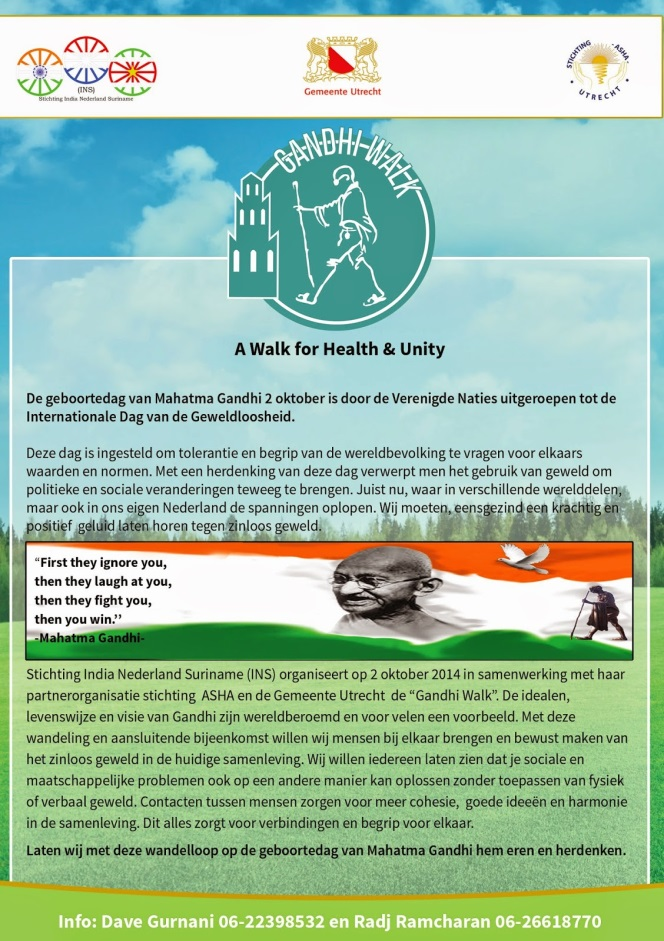 (INS)
Stichting India Nederland Suriname
Gemeente Utrecht
STICHTING ASHA
UTRECHT
GANDHI WALK
A Walk for Health & Unity
De geboortedag van Mahatma Gandhi 2 oktober is door de Verenigde Naties uitgeroepen tot de
Internationale Dag van de Geweldloosheid.
Deze dag is ingesteld om tolerantie en begrip van de wereldbevolking te vragen voor elkaars
waarden en normen. Met een herdenking van deze dag verwerpt men het gebruik van geweld om
politieke en sociale veranderingen teweeg te brengen. Juist nu, waar in verschillende werelddelen,
maar ook in ons eigen Nederland de spanningen oplopen. Wij moeten, eensgezind een krachtig en
positief geluid laten horen tegen zinloos geweld.
“First they ignore you,
then they laugh at you,
then they fight you,
then you win.’’
-Mahatma Gandhi-
Stichting India Nederland Suriname (INS) organiseert op 2 oktober 2014 in samenwerking met haar
partnerorganisatie stichting ASHA en de Gemeente Utrecht de “Gandhi Walk”. De idealen,
levenswijze en visie van Gandhi zijn wereldberoemd en voor velen een voorbeeld. Met deze
wandeling en aansluitende bijeenkomst willen wij mensen bij elkaar brengen en bewust maken van
het zinloos geweld in de huidige samenleving. Wij willen iedereen laten zien dat je sociale en
maatschappelijke problemen ook op een andere manier kan oplossen zonder toepassen van fysiek
of verbaal geweld. Contacten tussen mensen zorgen voor meer cohesie, goede ideeën en harmonie
in de samenleving. Dit alles zorgt voor verbindingen en begrip voor elkaar.
Laten wij met deze wandelloop op de geboortedag van Mahatma Gandhi hem eren en herdenken.
Info: Dave Gurnani 06-22398532 en Radj Ramcharan 06-26618770